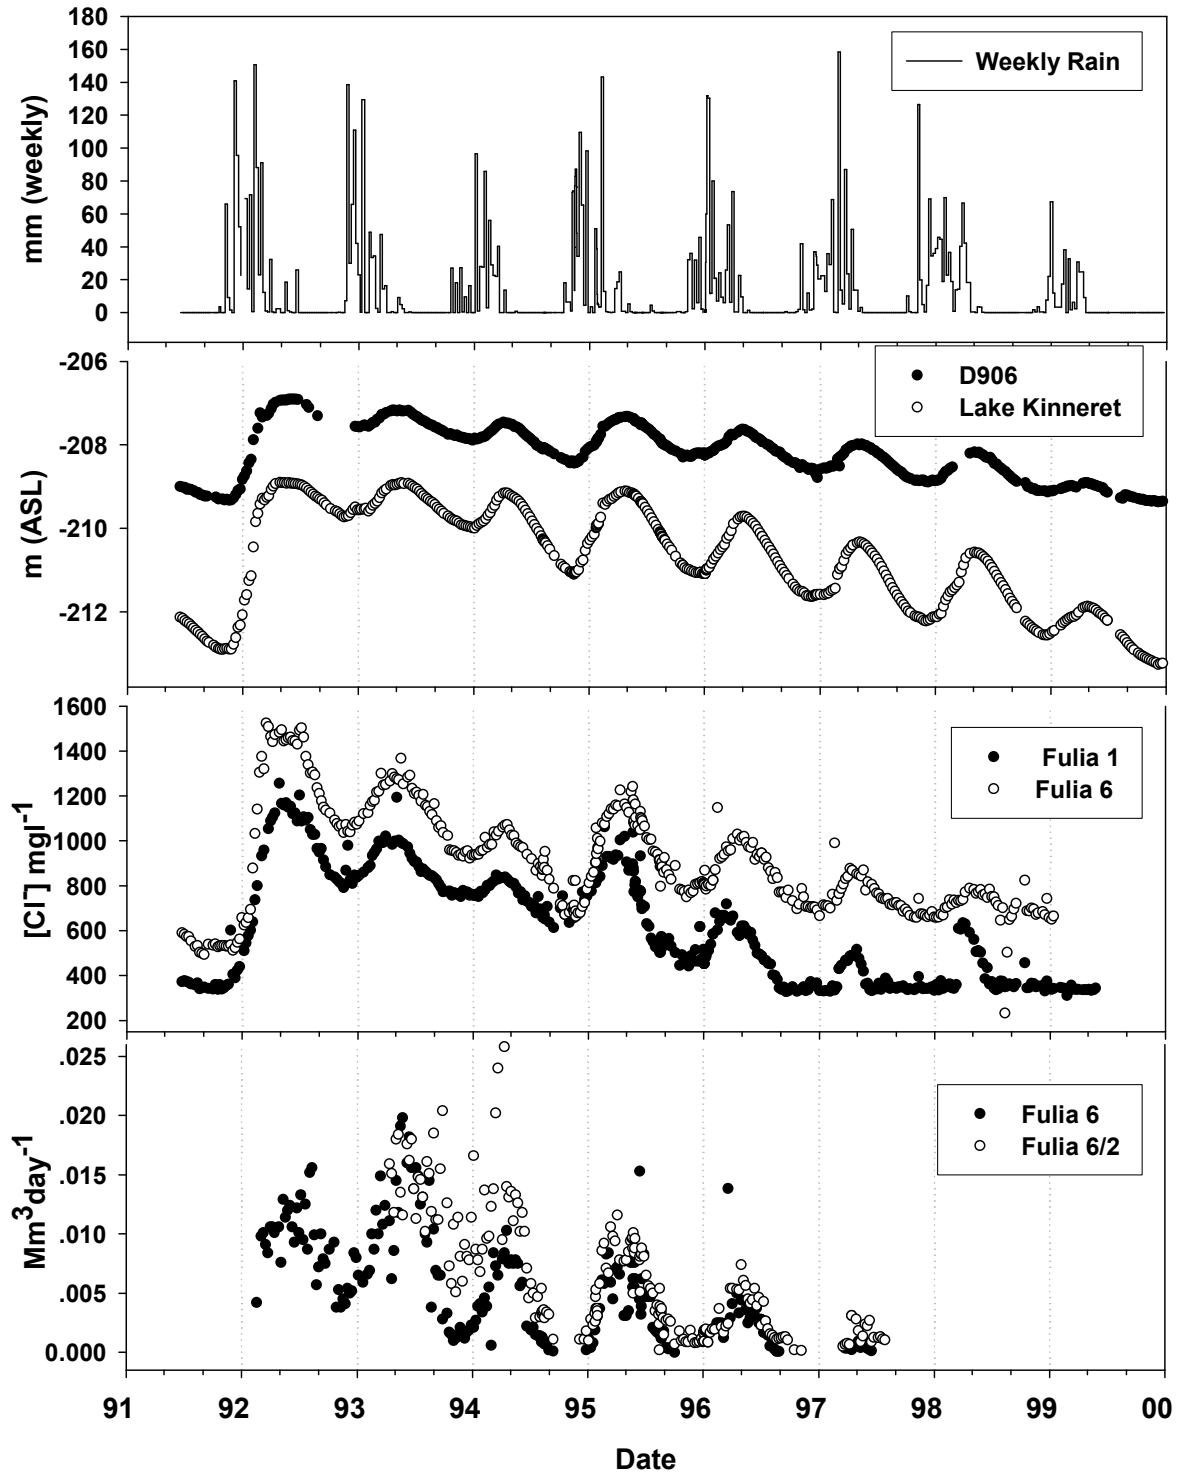 180
160
140
120
100
80
60
40
20
0
mm (weekly)
Weekly Rain
-206
-208
-210
-212
m (ASL)
D906
Lake Kinneret
1600
1400
1200
1000
800
600
400
200
[Cl⁻] mgl⁻¹
Fulia 1
Fulia 6
.025
.020
.015
.010
.005
0.000
Mm³day⁻¹
Fulia 6
Fulia 6/2
91 92 93 94 95 96 97 98 99 00
Date